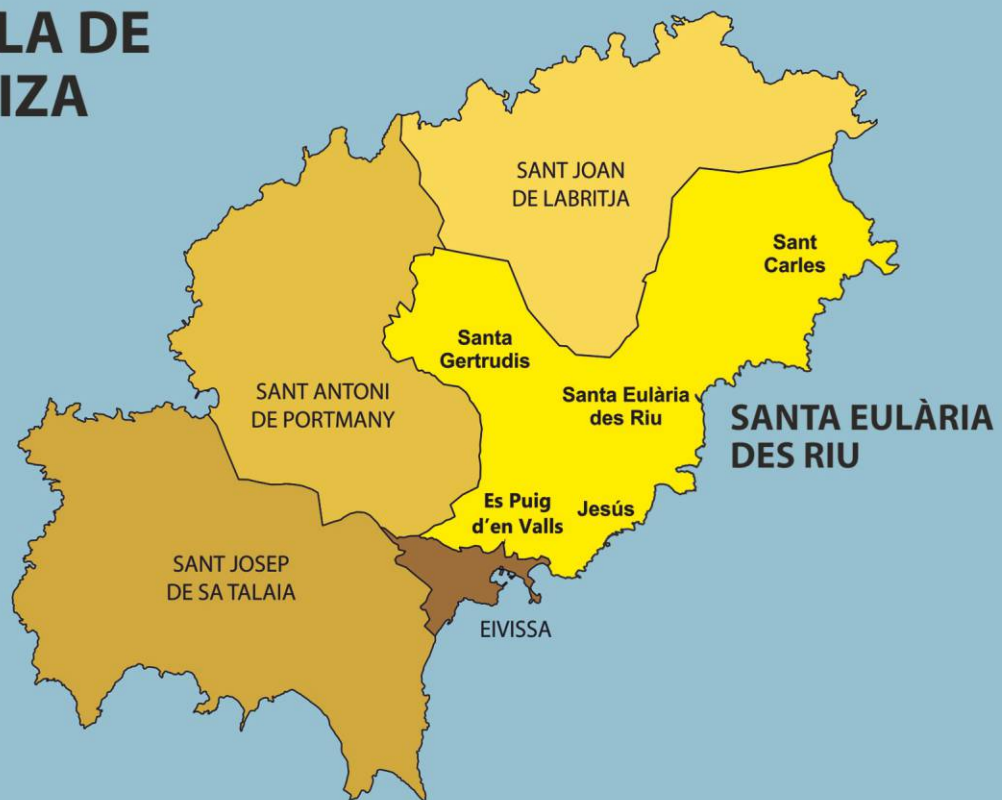 LA DE
IZA
SANT JOAN
DE LABRITJA
Sant
Carles
Santa
Gertrudis
SANT ANTONI
DE PORTMANY
Santa Eulària
des Riu
SANTA EULÀRIA
DES RIU
Es Puig
d'en Valls
Jesús
SANT JOSEP
DE SA TALAIA
EIVISSA